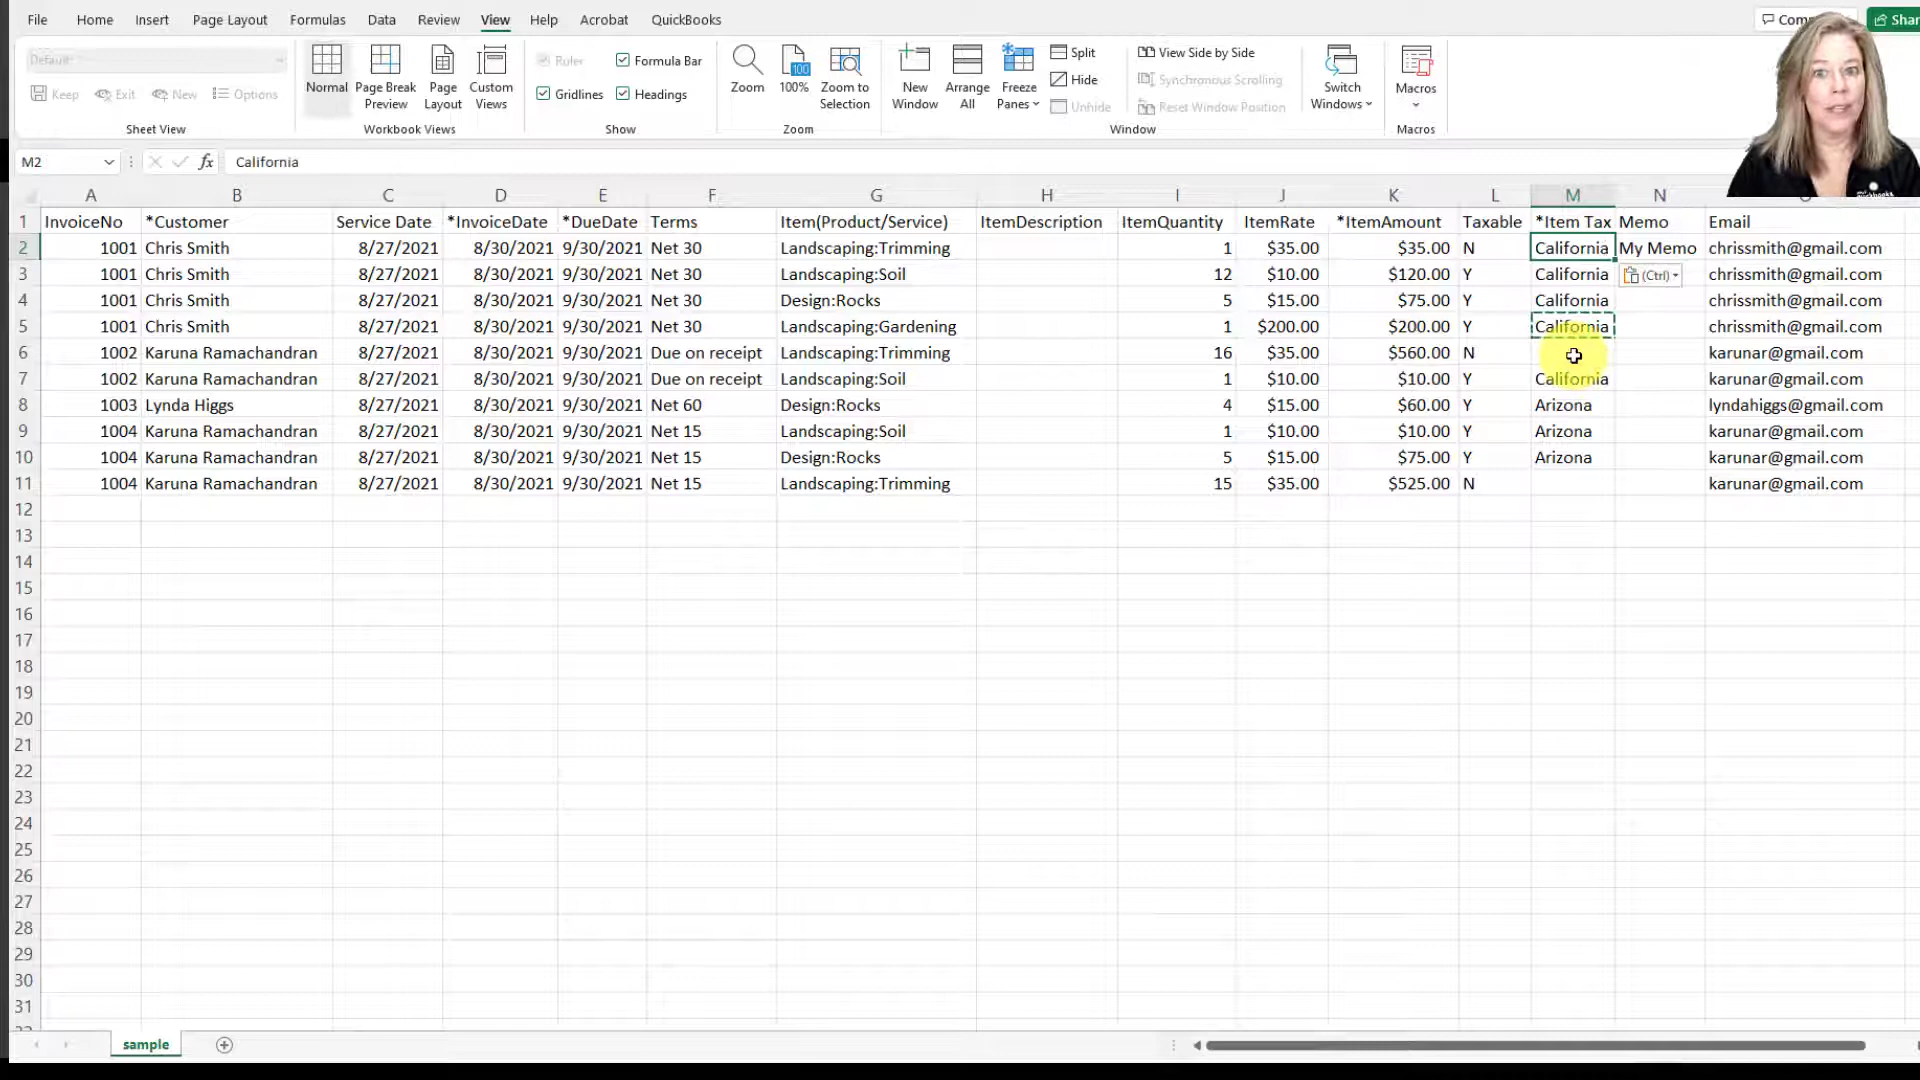 File Home Insert Page Layout Formulas Data Review View Help Acrobat QuickBooks
Default
Keep Exit New Options
Sheet View
Normal Page Break Preview Page Layout Custom Views
Workbook Views
Ruler Formula Bar
Gridlines Headings
Show
Zoom 100% Zoom to Selection
Zoom
New Window Arrange All Freeze Panes
Split
Hide
Unhide
View Side by Side
Synchronous Scrolling
Reset Window Position
Switch Windows
Window
Macros
Macros
M2 fx California
A B C D E F G H I J K L M N
1 InvoiceNo *Customer Service Date *InvoiceDate *DueDate Terms Item(Product/Service) ItemDescription ItemQuantity ItemRate *ItemAmount Taxable *Item Tax Memo Email
2 1001 Chris Smith 8/27/2021 8/30/2021 9/30/2021 Net 30 Landscaping:Trimming 1 $35.00 $35.00 N California My Memo chrissmith@gmail.com
3 1001 Chris Smith 8/27/2021 8/30/2021 9/30/2021 Net 30 Landscaping:Soil 12 $10.00 $120.00 Y California (Ctrl) chrissmith@gmail.com
4 1001 Chris Smith 8/27/2021 8/30/2021 9/30/2021 Net 30 Design:Rocks 5 $15.00 $75.00 Y California chrissmith@gmail.com
5 1001 Chris Smith 8/27/2021 8/30/2021 9/30/2021 Net 30 Landscaping:Gardening 1 $200.00 $200.00 Y California chrissmith@gmail.com
6 1002 Karuna Ramachandran 8/27/2021 8/30/2021 9/30/2021 Due on receipt Landscaping:Trimming 16 $35.00 $560.00 N karunar@gmail.com
7 1002 Karuna Ramachandran 8/27/2021 8/30/2021 9/30/2021 Due on receipt Landscaping:Soil 1 $10.00 $10.00 Y California karunar@gmail.com
8 1003 Lynda Higgs 8/27/2021 8/30/2021 9/30/2021 Net 60 Design:Rocks 4 $15.00 $60.00 Y Arizona lyndahiggs@gmail.com
9 1004 Karuna Ramachandran 8/27/2021 8/30/2021 9/30/2021 Net 15 Landscaping:Soil 1 $10.00 $10.00 Y Arizona karunar@gmail.com
10 1004 Karuna Ramachandran 8/27/2021 8/30/2021 9/30/2021 Net 15 Design:Rocks 5 $15.00 $75.00 Y Arizona karunar@gmail.com
11 1004 Karuna Ramachandran 8/27/2021 8/30/2021 9/30/2021 Net 15 Landscaping:Trimming 15 $35.00 $525.00 N karunar@gmail.com
12
13
14
15
16
17
18
19
20
21
22
23
24
25
26
27
28
29
30
31
sample